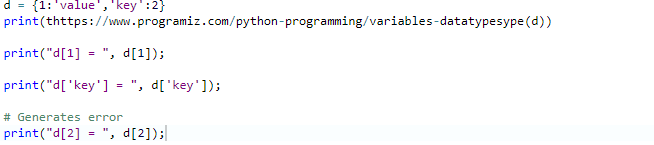 d = {1:'value','key':2}
print(thttps://www.programiz.com/python-programming/variables-datatypesype(d))
print("d[1] = ", d[1]);
print("d['key'] = ", d['key']);
# Generates error
print("d[2] = ", d[2]);